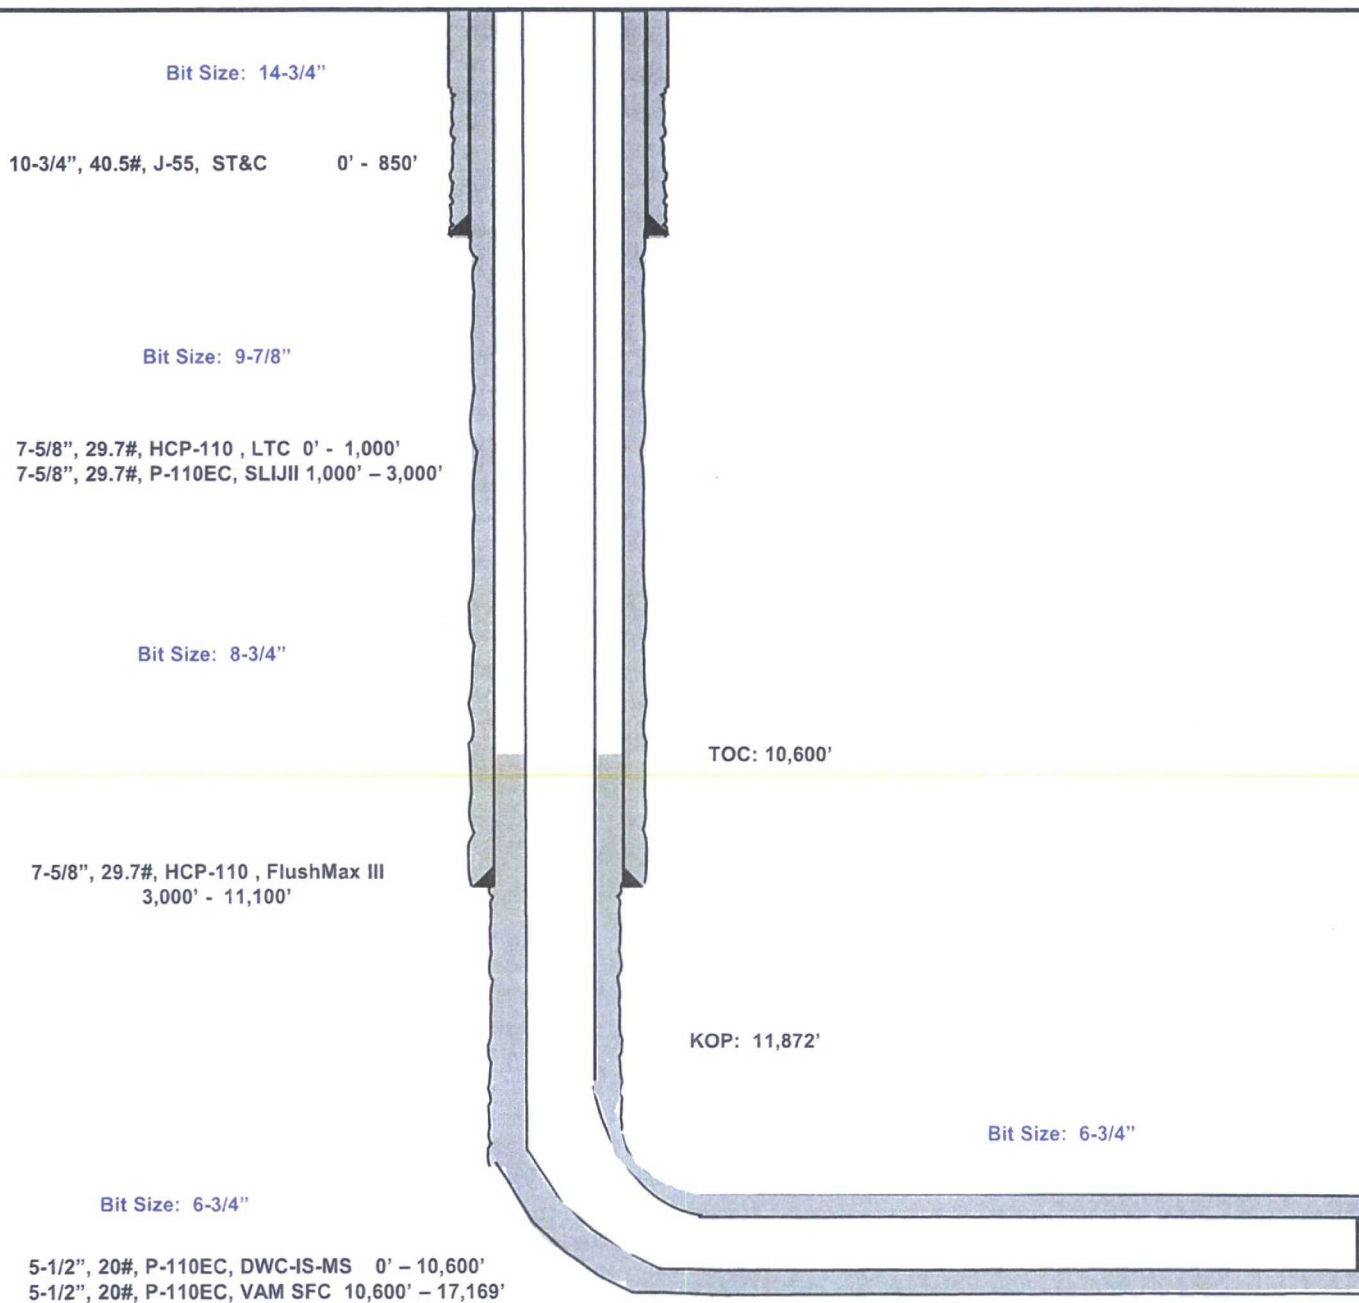 Bit Size: 14-3/4”
10-3/4”, 40.5#, J-55, ST&C 0’ - 850’
Bit Size: 9-7/8”
7-5/8”, 29.7#, HCP-110 , LTC 0’ - 1,000’
7-5/8”, 29.7#, P-110EC, SLIJII 1,000’ – 3,000’
Bit Size: 8-3/4”
TOC: 10,600’
7-5/8”, 29.7#, HCP-110 , FlushMax III
3,000’ - 11,100’
KOP: 11,872’
Bit Size: 6-3/4”
Bit Size: 6-3/4”
5-1/2”, 20#, P-110EC, DWC-IS-MS 0’ – 10,600’
5-1/2”, 20#, P-110EC, VAM SFC 10,600’ – 17,169’